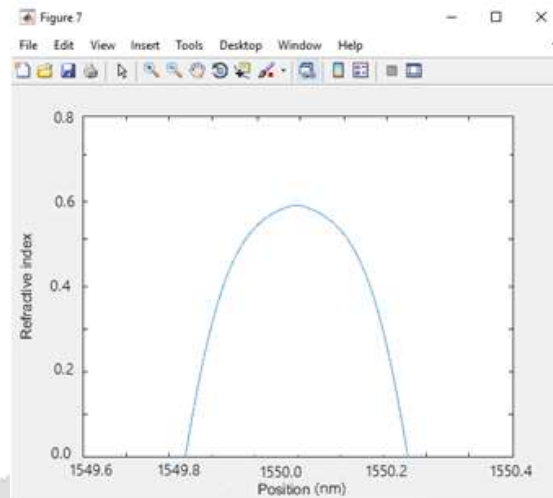 Figure 7
File Edit View Insert Tools Desktop Window Help
0.8
0.6
0.4
0.2
0.0
Refractive index
1549.6 1549.8 1550.0 1550.2 1550.4
Position (nm)